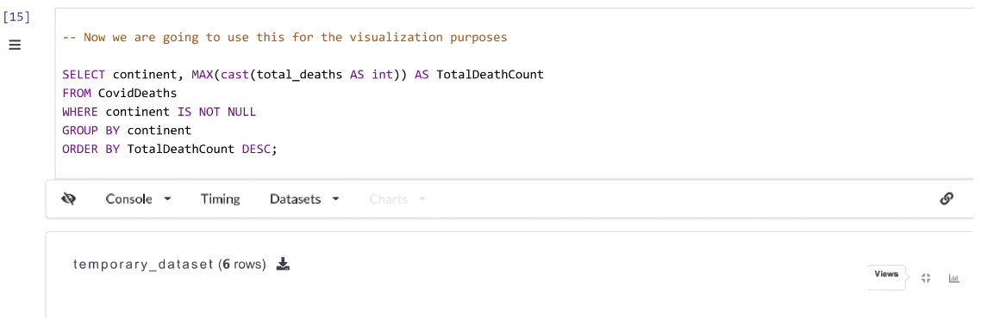 [15]
-- Now we are going to use this for the visualization purposes
SELECT continent, MAX(cast(total_deaths AS int)) AS TotalDeathCount
FROM CovidDeaths
WHERE continent IS NOT NULL
GROUP BY continent
ORDER BY TotalDeathCount DESC;
Console Timing Datasets Charts
temporary_dataset (6 rows)
Views